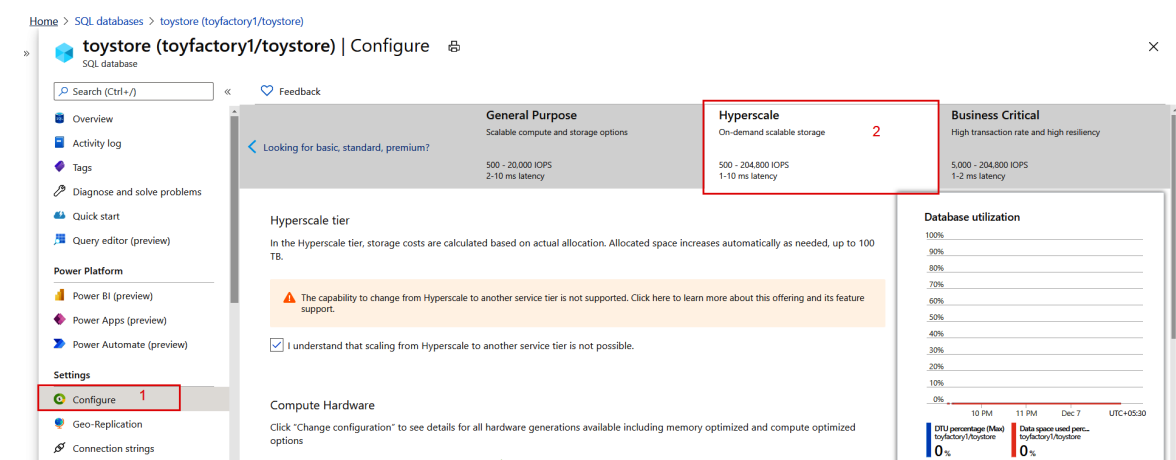 Home > SQL databases > toystore (toyfactory1/toystore)
»
toystore (toyfactory1/toystore) | Configure
SQL database
Search (Ctrl+/)
«
Overview
Activity log
Tags
Diagnose and solve problems
Quick start
Query editor (preview)
Power Platform
Power BI (preview)
Power Apps (preview)
Power Automate (preview)
Settings
Configure 1
Geo-Replication
Connection strings
Feedback
Looking for basic, standard, premium?
General Purpose
Scalable compute and storage options
500 - 20,000 IOPS
2-10 ms latency
Hyperscale
On-demand scalable storage
2
500 - 204,800 IOPS
1-10 ms latency
Business Critical
High transaction rate and high resiliency
5,000 - 204,800 IOPS
1-2 ms latency
Hyperscale tier
In the Hyperscale tier, storage costs are calculated based on actual allocation. Allocated space increases automatically as needed, up to 100
TB.
The capability to change from Hyperscale to another service tier is not supported. Click here to learn more about this offering and its feature
support.
I understand that scaling from Hyperscale to another service tier is not possible.
Compute Hardware
Click "Change configuration" to see details for all hardware generations available including memory optimized and compute optimized
options
Database utilization
100%
90%
80%
70%
60%
50%
40%
30%
20%
10%
0%
10 PM 11 PM Dec 7 UTC+05:30
DTU percentage (Max)
toyfactory1/toystore
0 %
Data space used perc...
toyfactory1/toystore
0 %